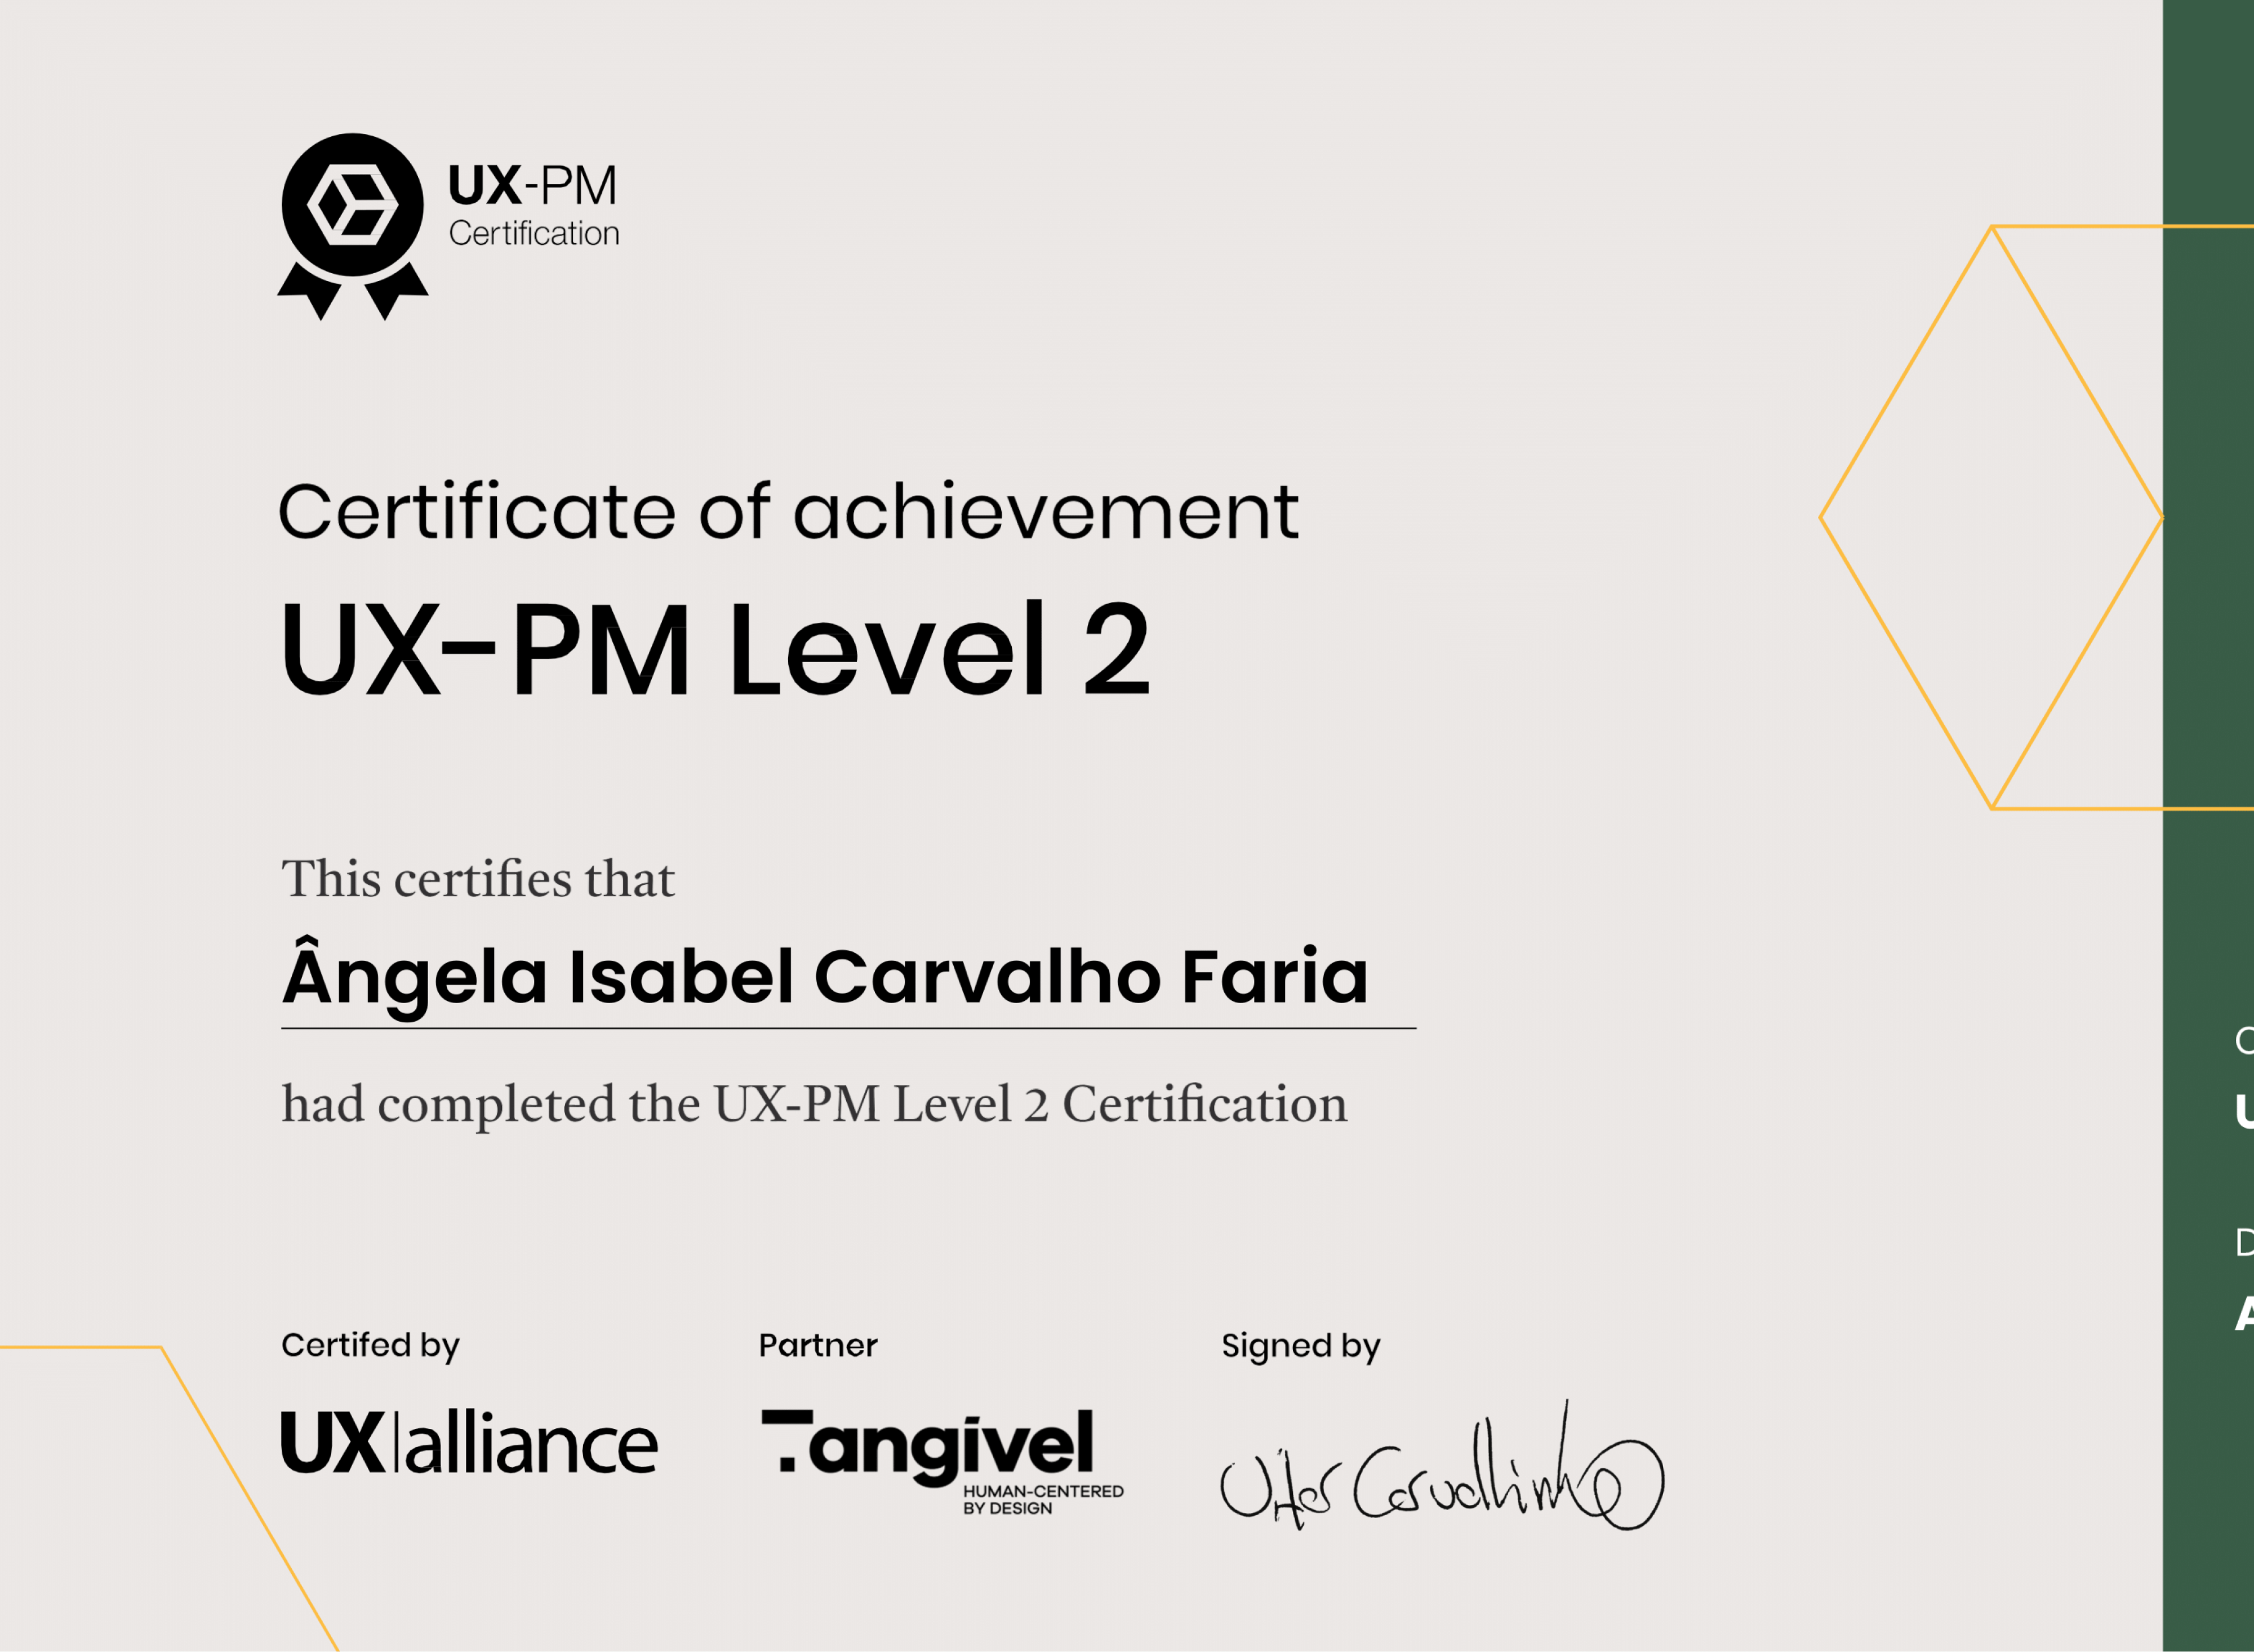 UX-PM
Certification
Certificate of achievement
UX-PM Level 2
This certifies that
Ângela Isabel Carvalho Faria
had completed the UX-PM Level 2 Certification
Certifed by
Partner
Signed by
UX|alliance
Tangível
HUMAN-CENTERED
BY DESIGN